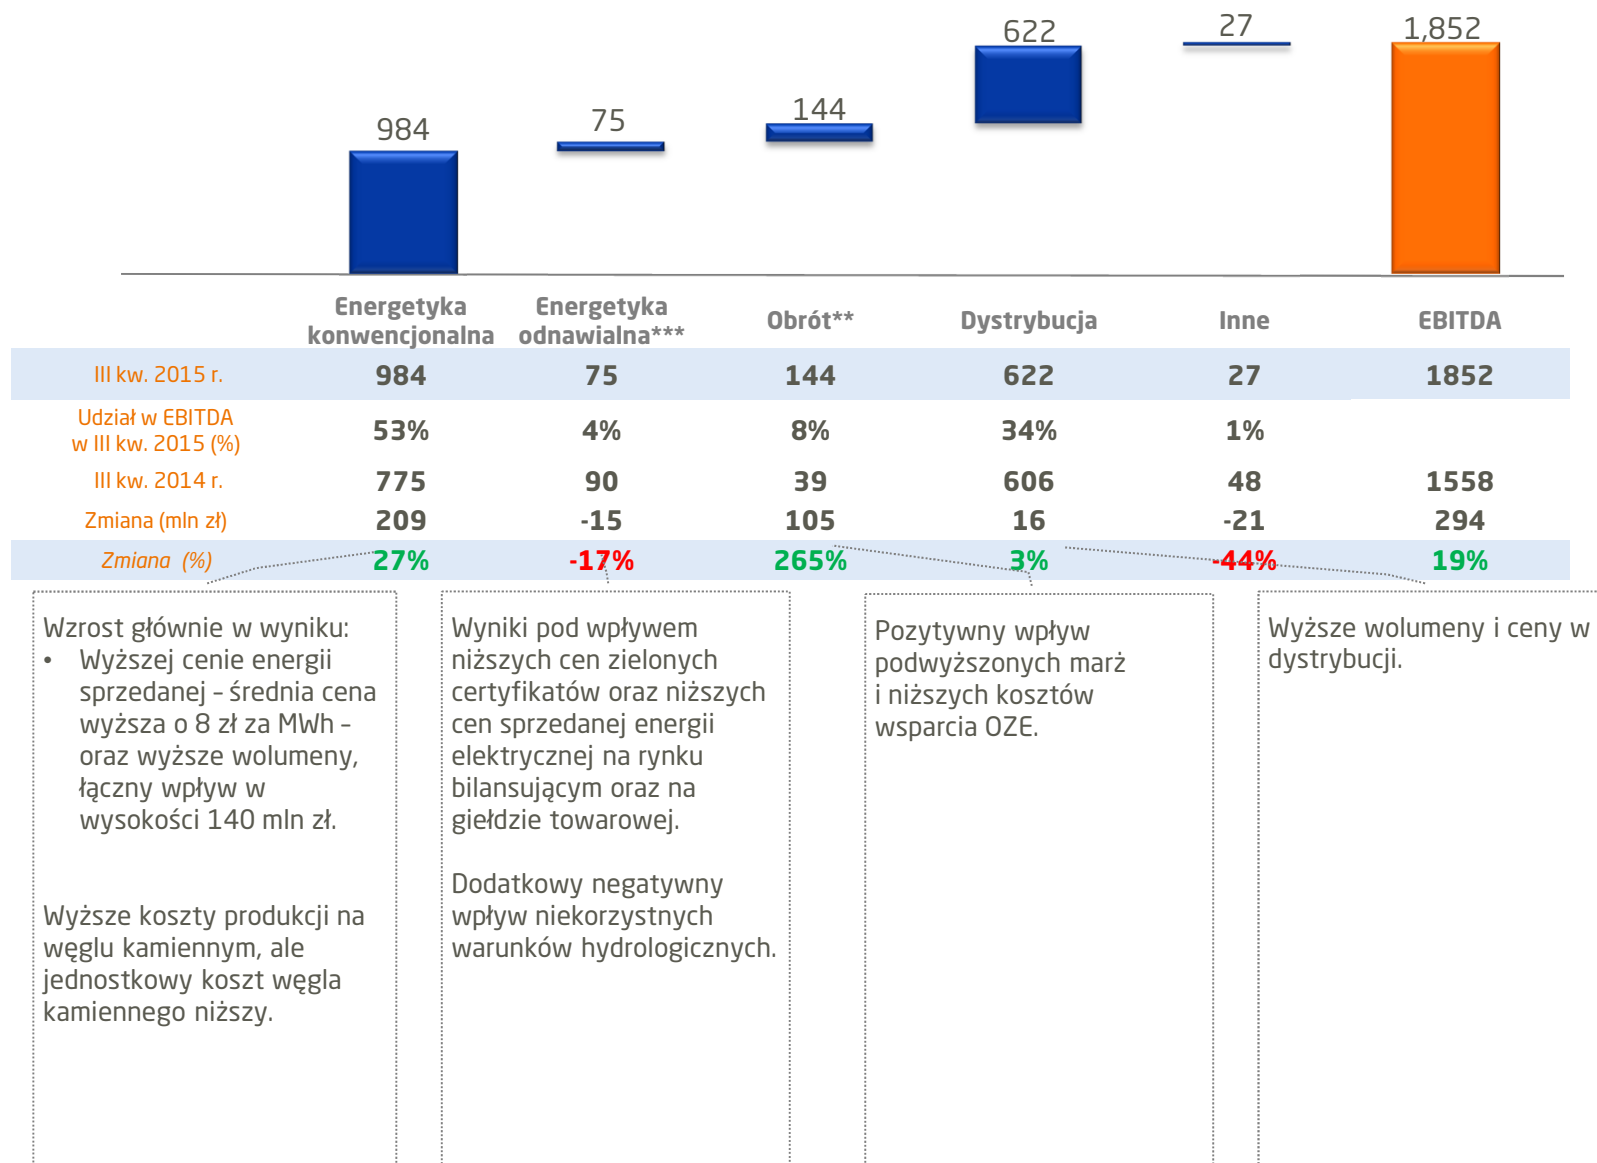 984
75
144
622
27
1,852
Energetyka
konwencjonalna
Energetyka
odnawialna***
Obrót**
Dystrybucja
Inne
EBITDA
III kw. 2015 r. 984 75 144 622 27 1852
Udział w EBITDA
w III kw. 2015 (%) 53% 4% 8% 34% 1%
III kw. 2014 r. 775 90 39 606 48 1558
Zmiana (mln zł) 209 -15 105 16 -21 294
Zmiana (%) 27% -17% 265% 3% -44% 19%
Wzrost głównie w wyniku:
• Wyższej cenie energii
sprzedanej – średnia cena
wyższa o 8 zł za MWh –
oraz wyższe wolumeny,
łączny wpływ w
wysokości 140 mln zł.
Wyższe koszty produkcji na
węglu kamiennym, ale
jednostkowy koszt węgla
kamiennego niższy.
Wyniki pod wpływem
niższych cen zielonych
certyfikatów oraz niższych
cen sprzedanej energii
elektrycznej na rynku
bilansującym oraz na
giełdzie towarowej.
Dodatkowy negatywny
wpływ niekorzystnych
warunków hydrologicznych.
Pozytywny wpływ
podwyższonych marż
i niższych kosztów
wsparcia OZE.
Wyższe wolumeny i ceny w
dystrybucji.